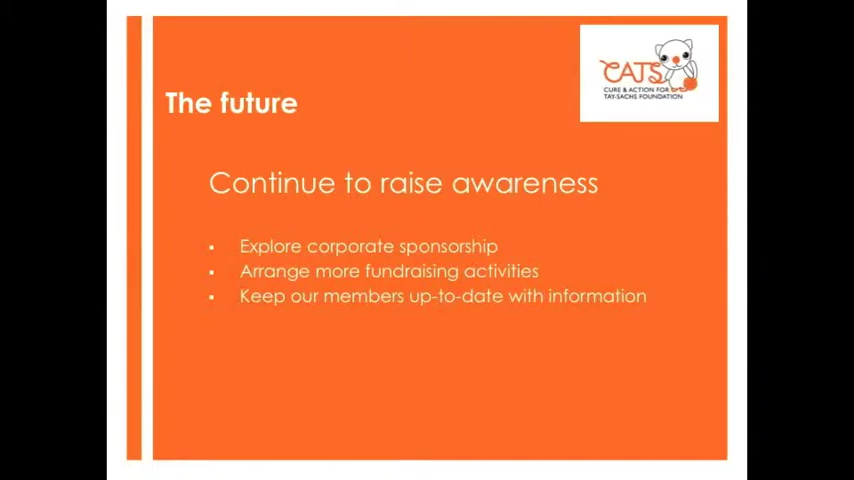 CATS
CURE & ACTION FOR
TAY-SACHS FOUNDATION
The future
Continue to raise awareness
▪ Explore corporate sponsorship
▪ Arrange more fundraising activities
▪ Keep our members up-to-date with information